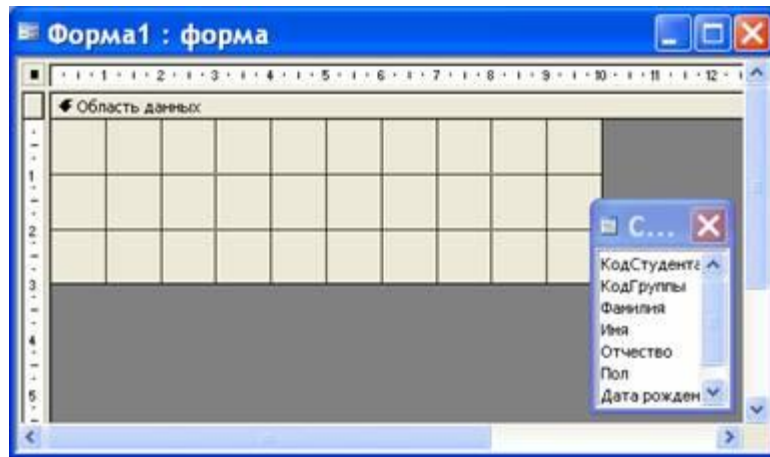 Форма1 : форма
1 2 3 4 5 6 7 8 9 10 11 12
Область данных
1
2
3
4
5
С...
КодСтудента
КодГруппы
Фамилия
Имя
Отчество
Пол
Дата рожден